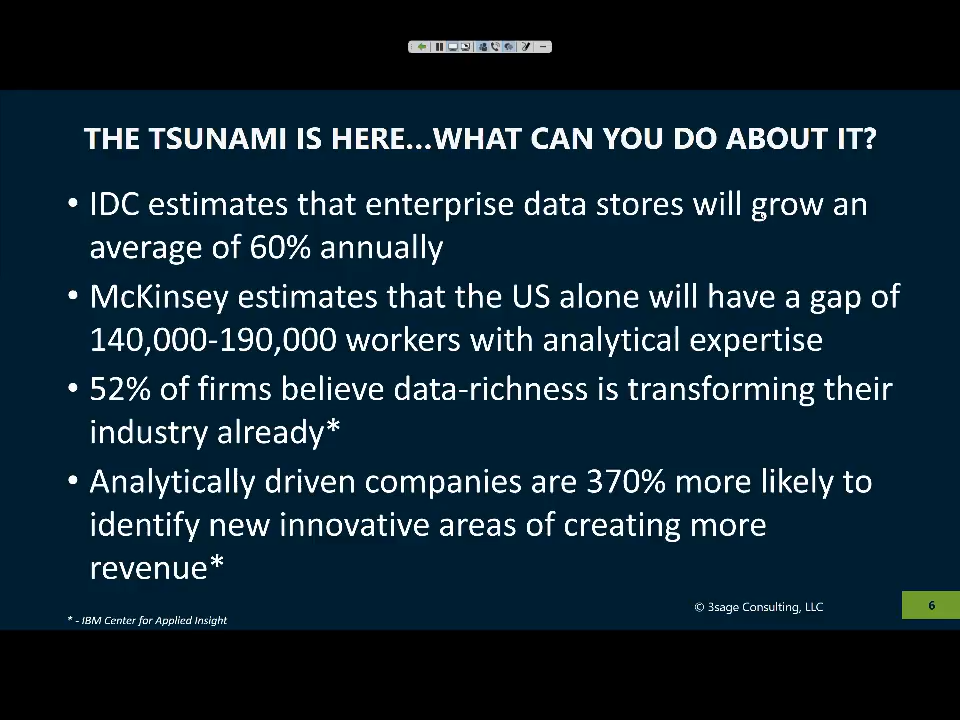 THE TSUNAMI IS HERE...WHAT CAN YOU DO ABOUT IT?
• IDC estimates that enterprise data stores will grow an
average of 60% annually
• McKinsey estimates that the US alone will have a gap of
140,000-190,000 workers with analytical expertise
• 52% of firms believe data-richness is transforming their
industry already*
• Analytically driven companies are 370% more likely to
identify new innovative areas of creating more
revenue*
© 3sage Consulting, LLC
6
* - IBM Center for Applied Insight